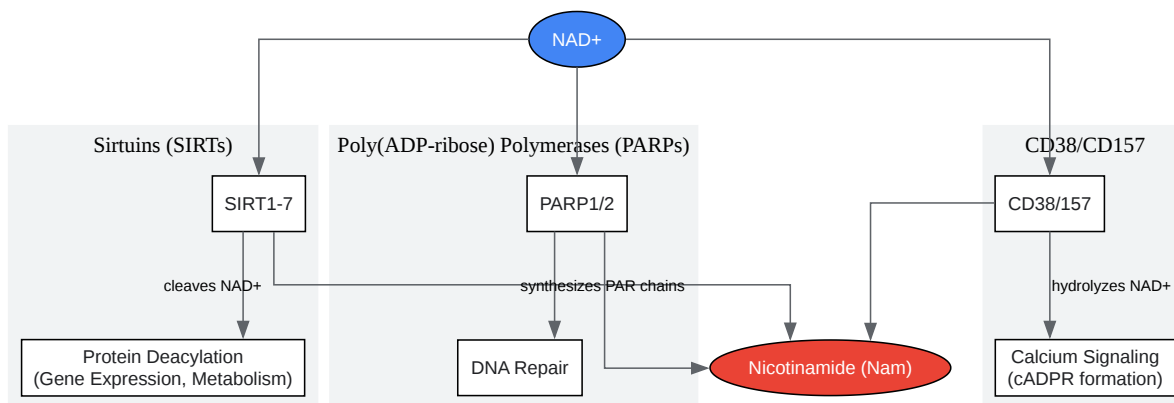 NAD+
Sirtuins (SIRTs)
Poly(ADP-ribose) Polymerases (PARPs)
CD38/CD157
SIRT1-7
PARP1/2
CD38/157
cleaves NAD+
synthesizes PAR chains
hydrolyzes NAD+
Protein Deacylation
(Gene Expression, Metabolism)
DNA Repair
Nicotinamide (Nam)
Calcium Signaling
(cADPR formation)